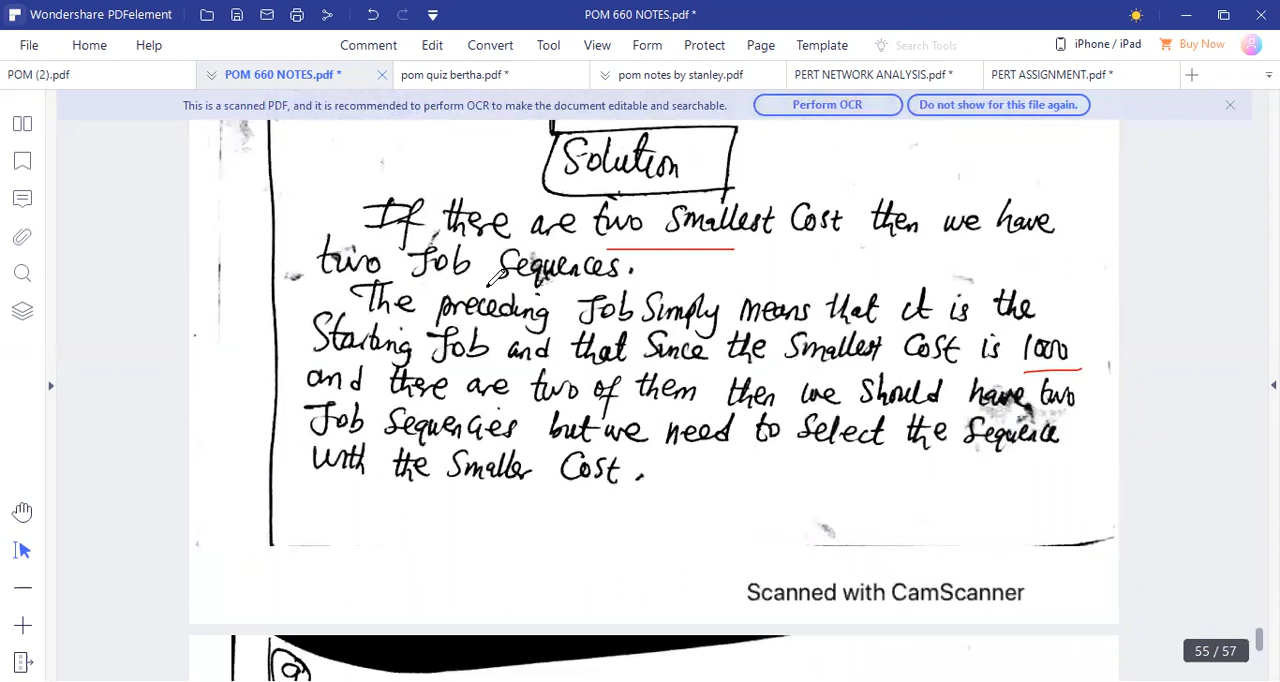 Wondershare PDFelement
POM 660 NOTES.pdf *
File Home Help Comment Edit Convert Tool View Form Protect Page Template Search Tools iPhone / iPad Buy Now
POM (2).pdf POM 660 NOTES.pdf * pom quiz bertha.pdf * pom notes by stanley.pdf PERT NETWORK ANALYSIS.pdf * PERT ASSIGNMENT.pdf *
This is a scanned PDF, and it is recommended to perform OCR to make the document editable and searchable. Perform OCR Do not show for this file again.
Solution
If there are two Smallest Cost then we have
two Job Sequences.
The preceding Job Simply means that it is the
Starting Job and that Since the Smallest Cost is 1000
and there are two of them then we should have two
Job Sequencies but we need to Select the Sequence
with the Smaller Cost.
Scanned with CamScanner
55 / 57
9